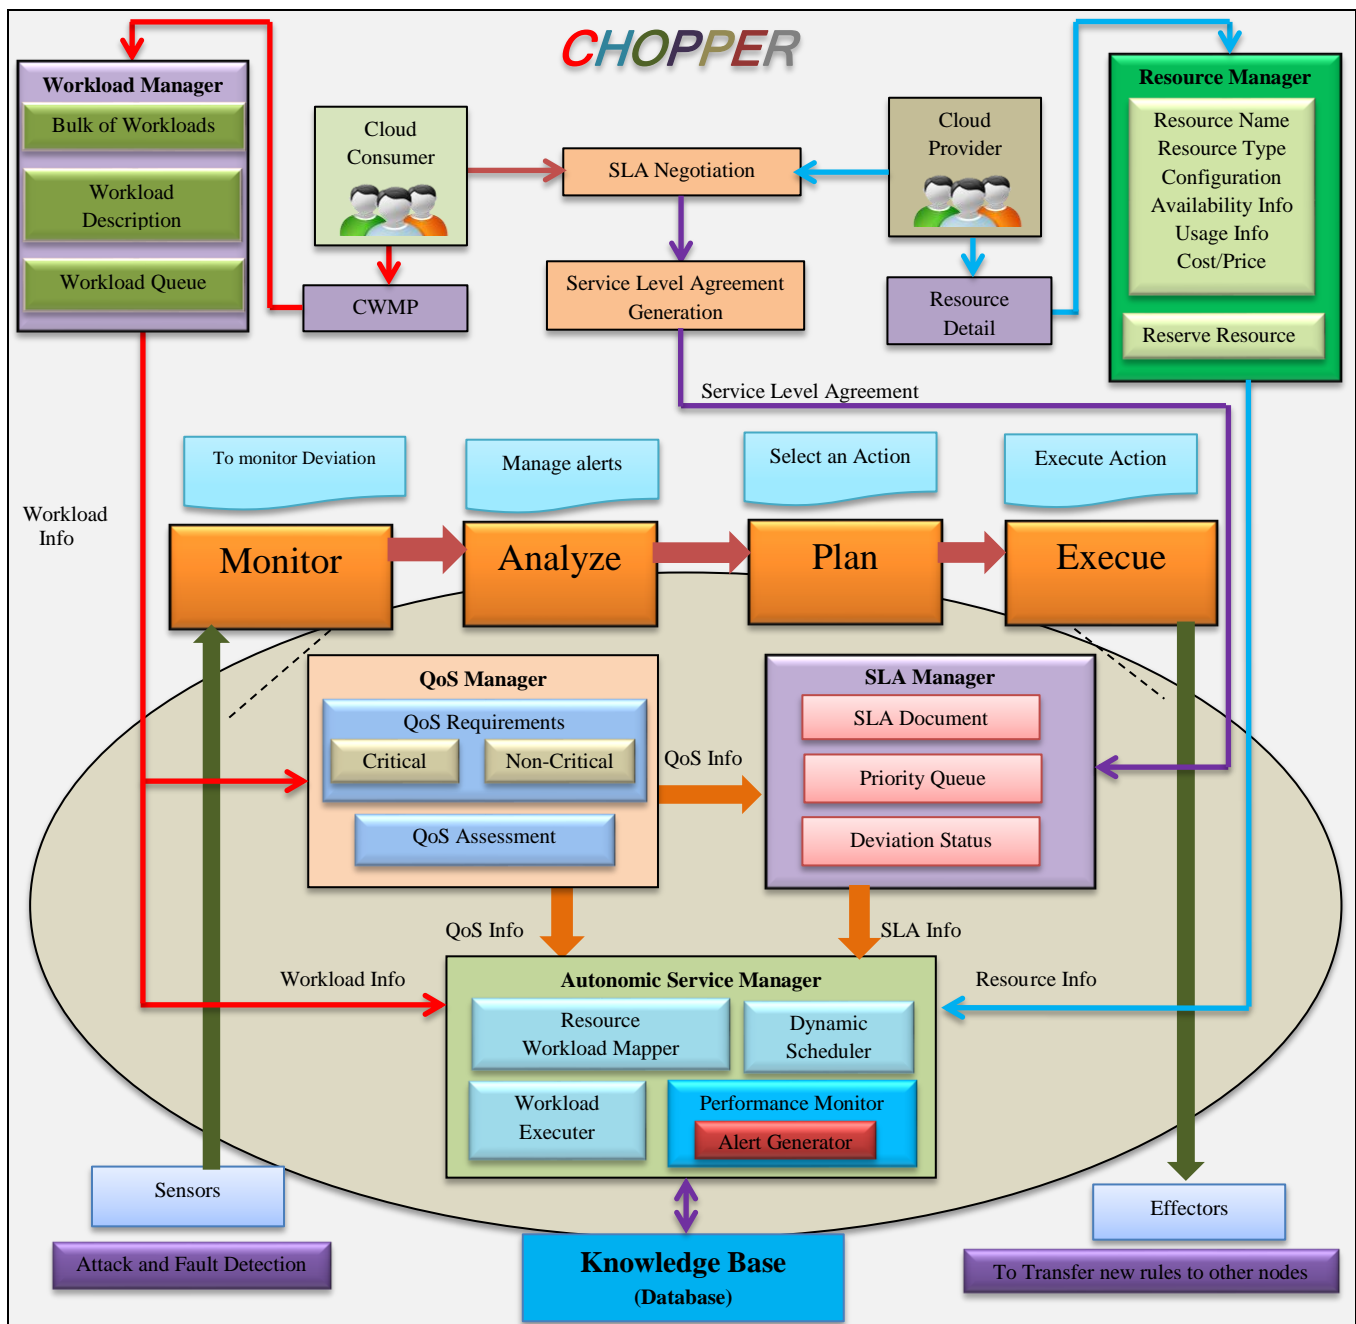 CHOPPER
Workload Manager
Bulk of Workloads
Workload
Description
Workload Queue
Cloud
Consumer
CWMP
SLA Negotiation
Service Level Agreement
Generation
Cloud
Provider
Resource
Detail
Resource Manager
Resource Name
Resource Type
Configuration
Availability Info
Usage Info
Cost/Price
Reserve Resource
Service Level Agreement
To monitor Deviation
Manage alerts
Select an Action
Execute Action
Workload
Info
Monitor
Analyze
Plan
Execue
QoS Manager
QoS Requirements
Critical
Non-Critical
QoS Assessment
QoS Info
SLA Manager
SLA Document
Priority Queue
Deviation Status
QoS Info
SLA Info
Workload Info
Resource Info
Autonomic Service Manager
Resource
Workload Mapper
Dynamic
Scheduler
Workload
Executer
Performance Monitor
Alert Generator
Sensors
Attack and Fault Detection
Effectors
To Transfer new rules to other nodes
Knowledge Base
(Database)